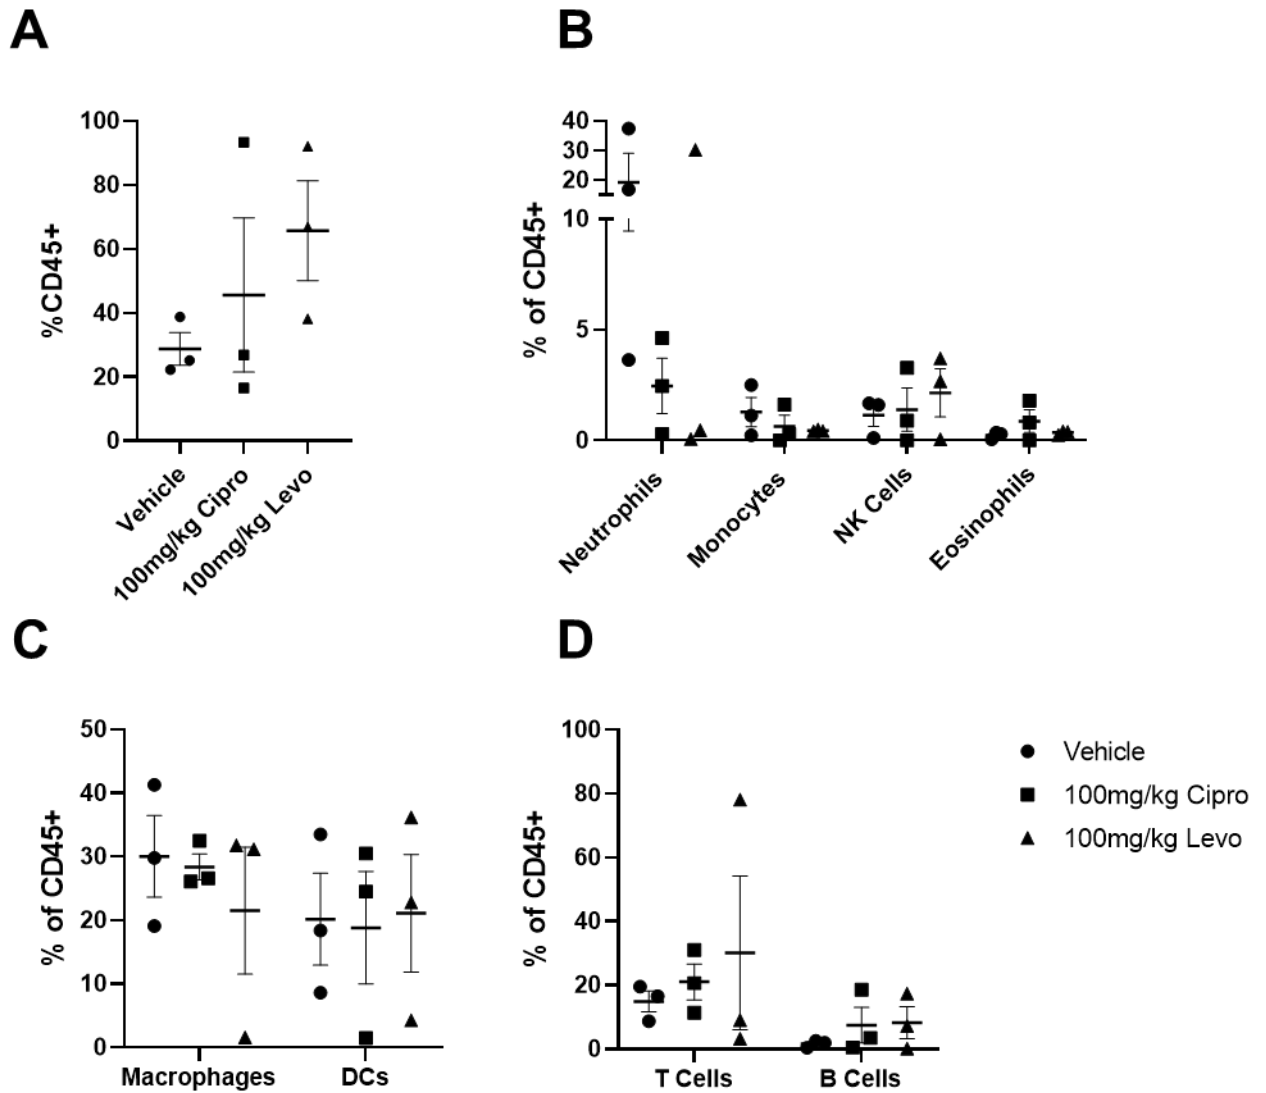 A
%CD45+
100
80
60
40
20
0
Vehicle
100mg/kg Cipro
100mg/kg Levo
B
% of CD45+
40
30
20
10
5
0
Neutrophils
Monocytes
NK Cells
Eosinophils
C
% of CD45+
50
40
30
20
10
0
Macrophages
DCs
D
% of CD45+
100
80
60
40
20
0
T Cells
B Cells
Vehicle
100mg/kg Cipro
100mg/kg Levo